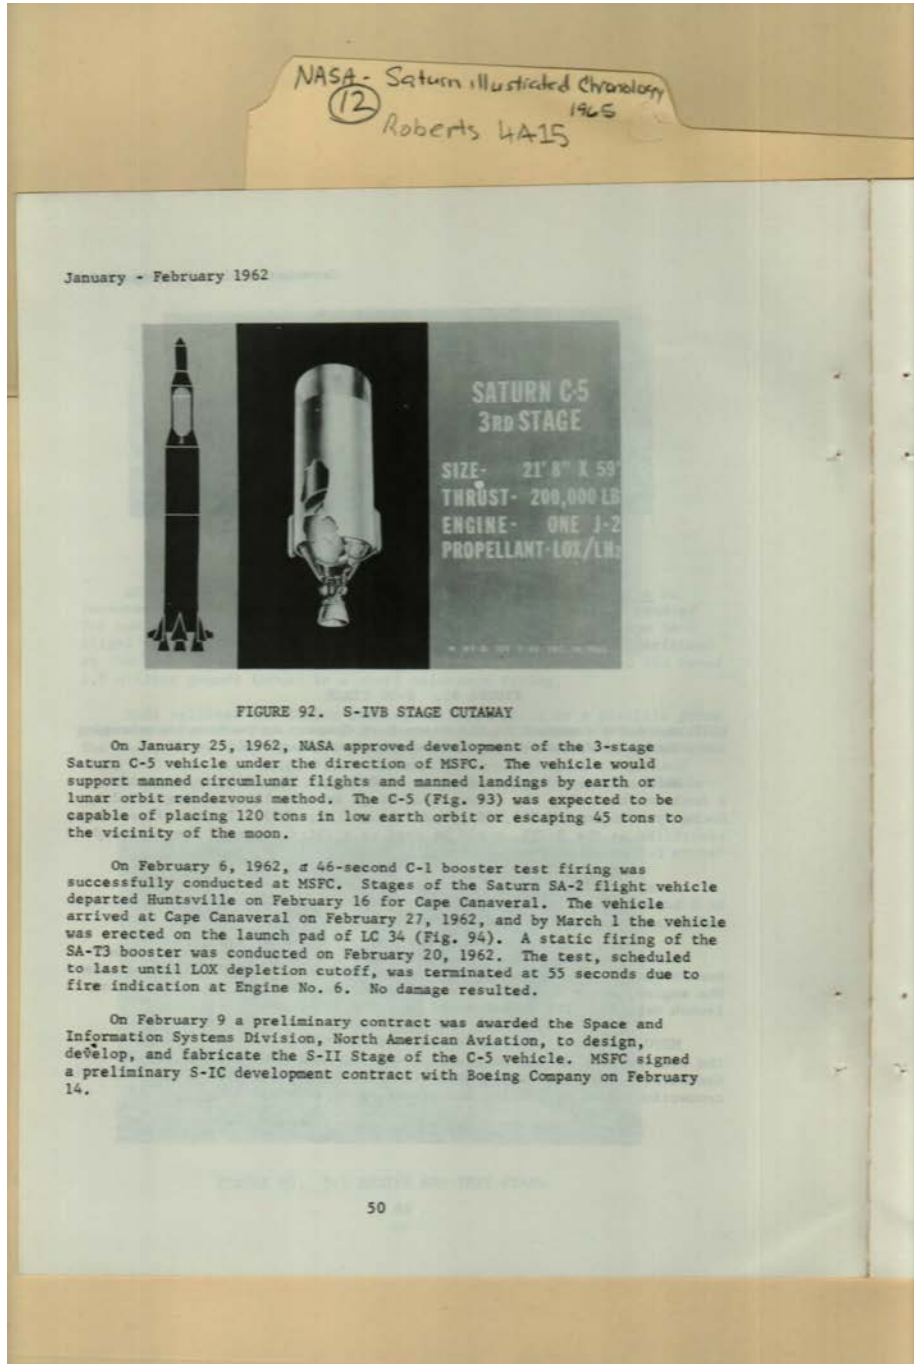 NASA - Saturn illustrated Chronology
12
1965
Roberts 4A15
January - February 1962
SATURN C-5
3RD STAGE
SIZE- 21' 8" X 59'
THRUST- 200,000 LB
ENGINE- ONE J-2
PROPELLANT-LOX/LH2
FIGURE 92. S-IVB STAGE CUTAWAY
On January 25, 1962, NASA approved development of the 3-stage
Saturn C-5 vehicle under the direction of MSFC. The vehicle would
support manned circumlunar flights and manned landings by earth or
lunar orbit rendezvous method. The C-5 (Fig. 93) was expected to be
capable of placing 120 tons in low earth orbit or escaping 45 tons to
the vicinity of the moon.
On February 6, 1962, a 46-second C-1 booster test firing was
successfully conducted at MSFC. Stages of the Saturn SA-2 flight vehicle
departed Huntsville on February 16 for Cape Canaveral. The vehicle
arrived at Cape Canaveral on February 27, 1962, and by March 1 the vehicle
was erected on the launch pad of LC 34 (Fig. 94). A static firing of the
SA-T3 booster was conducted on February 20, 1962. The test, scheduled
to last until LOX depletion cutoff, was terminated at 55 seconds due to
fire indication at Engine No. 6. No damage resulted.
On February 9 a preliminary contract was awarded the Space and
Information Systems Division, North American Aviation, to design,
develop, and fabricate the S-II Stage of the C-5 vehicle. MSFC signed
a preliminary S-IC development contract with Boeing Company on February
14.
50